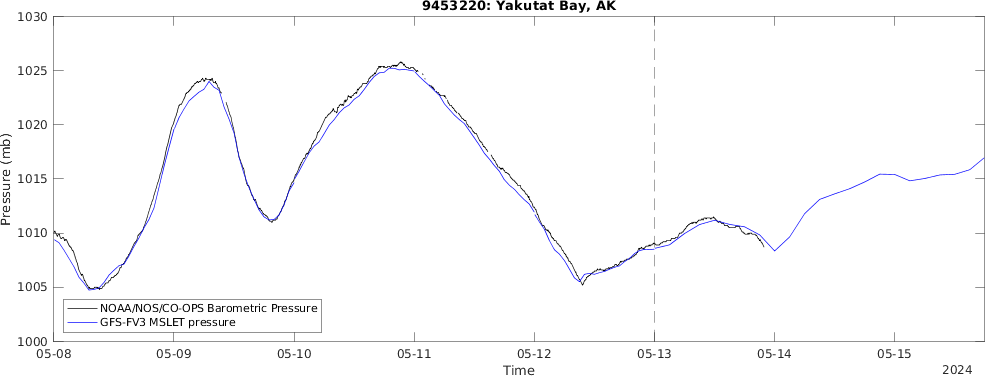 9453220: Yakutat Bay, AK
Pressure (mb)
1030
1025
1020
1015
1010
1005
1000
NOAA/NOS/CO-OPS Barometric Pressure
GFS-FV3 MSLET pressure
05-08 05-09 05-10 05-11 05-12 05-13 05-14 05-15
Time
2024